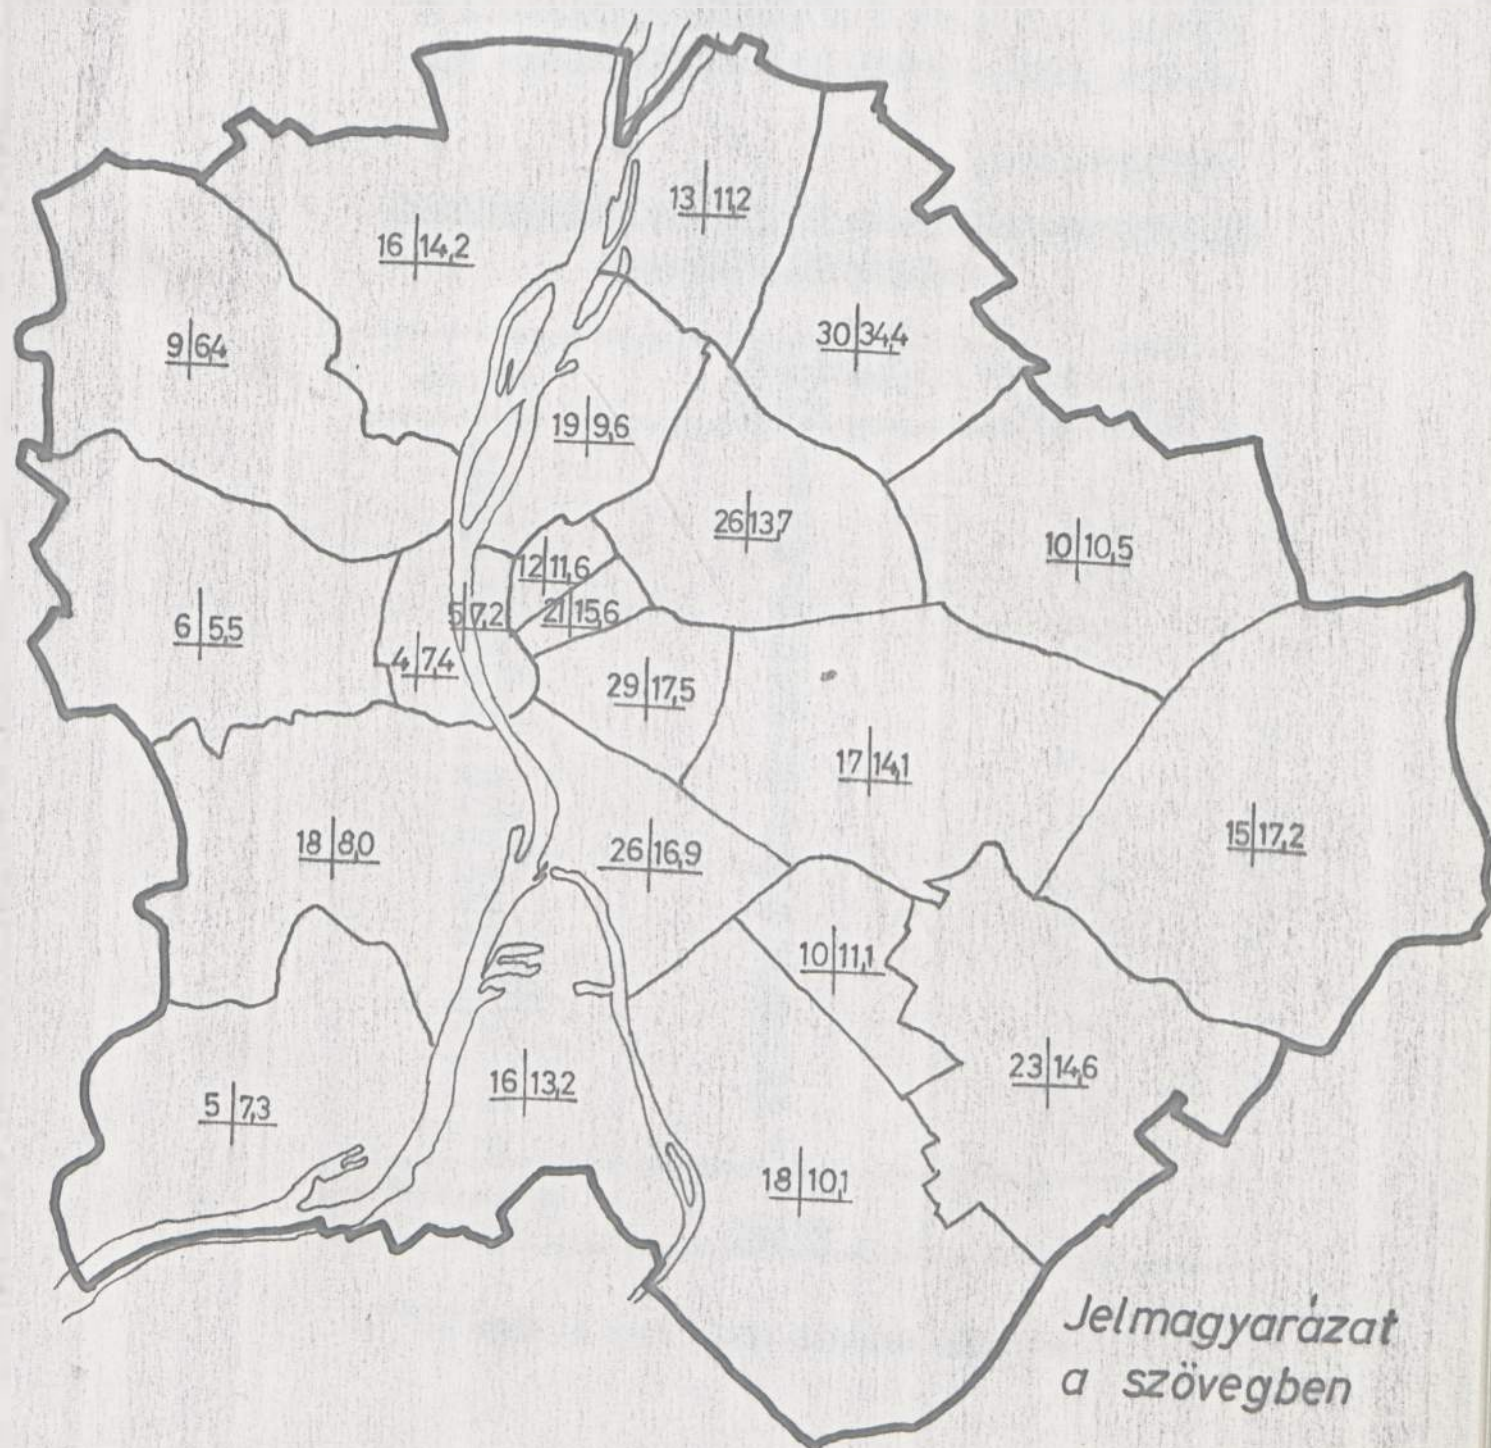 13 | 11,2
16 | 14,2
9 | 6,4
30 | 34,4
19 | 9,6
26 | 13,7
10 | 10,5
12 | 11,6
21 | 15,6
5 | 7,2
6 | 5,5
4 | 7,4
29 | 17,5
17 | 14,1
15 | 17,2
18 | 8,0
26 | 16,9
10 | 11,1
23 | 14,6
16 | 13,2
5 | 7,3
18 | 10,1
Jelmagyarázat
a szövegben